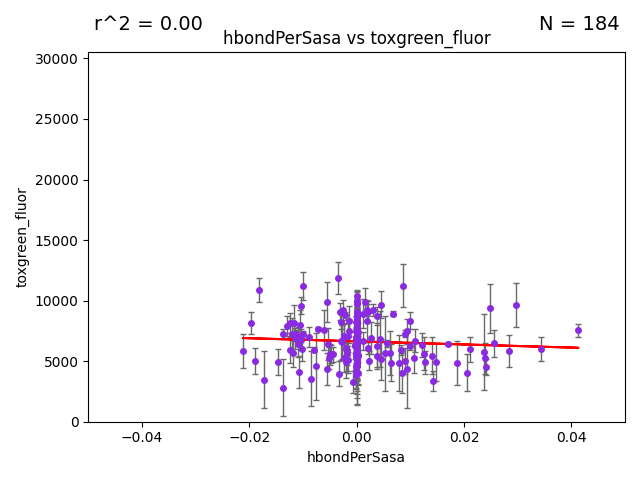 r^2 = 0.00
N = 184
hbondPerSasa vs toxgreen_fluor
30000
25000
20000
15000
10000
5000
0
toxgreen_fluor
−0.04
−0.02
0.00
0.02
0.04
hbondPerSasa